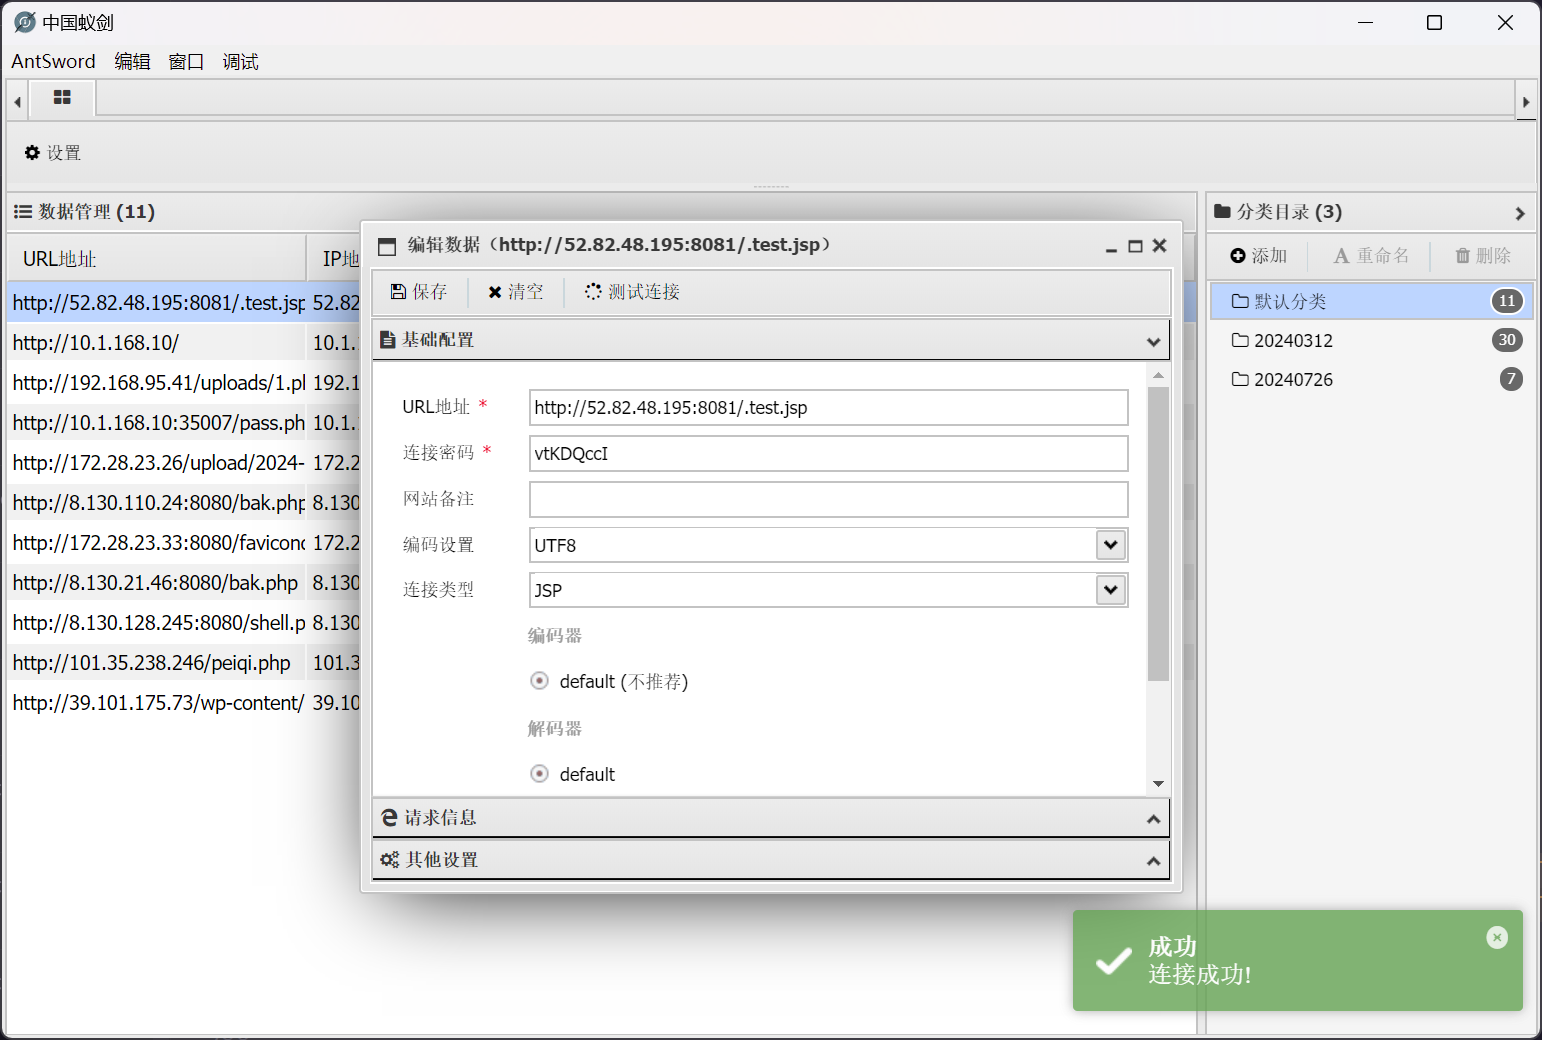 中国蚁剑
AntSword 编辑 窗口 调试
设置
数据管理 (11)
URL地址 IP地
http://52.82.48.195:8081/.test.jsp 52.82
http://10.1.168.10/ 10.1.
http://192.168.95.41/uploads/1.pl 192.1
http://10.1.168.10:35007/pass.ph 10.1.
http://172.28.23.26/upload/2024- 172.2
http://8.130.110.24:8080/bak.php 8.130
http://172.28.23.33:8080/favicon 172.2
http://8.130.21.46:8080/bak.php 8.130
http://8.130.128.245:8080/shell.p 8.130
http://101.35.238.246/peiqi.php 101.3
http://39.101.175.73/wp-content/ 39.10
编辑数据（http://52.82.48.195:8081/.test.jsp）
保存 清空 测试连接
基础配置
URL地址 * http://52.82.48.195:8081/.test.jsp
连接密码 * vtKDQccI
网站备注
编码设置 UTF8
连接类型 JSP
编码器
default (不推荐)
解码器
default
请求信息
其他设置
分类目录 (3)
添加 重命名 删除
默认分类 11
20240312 30
20240726 7
成功
连接成功!